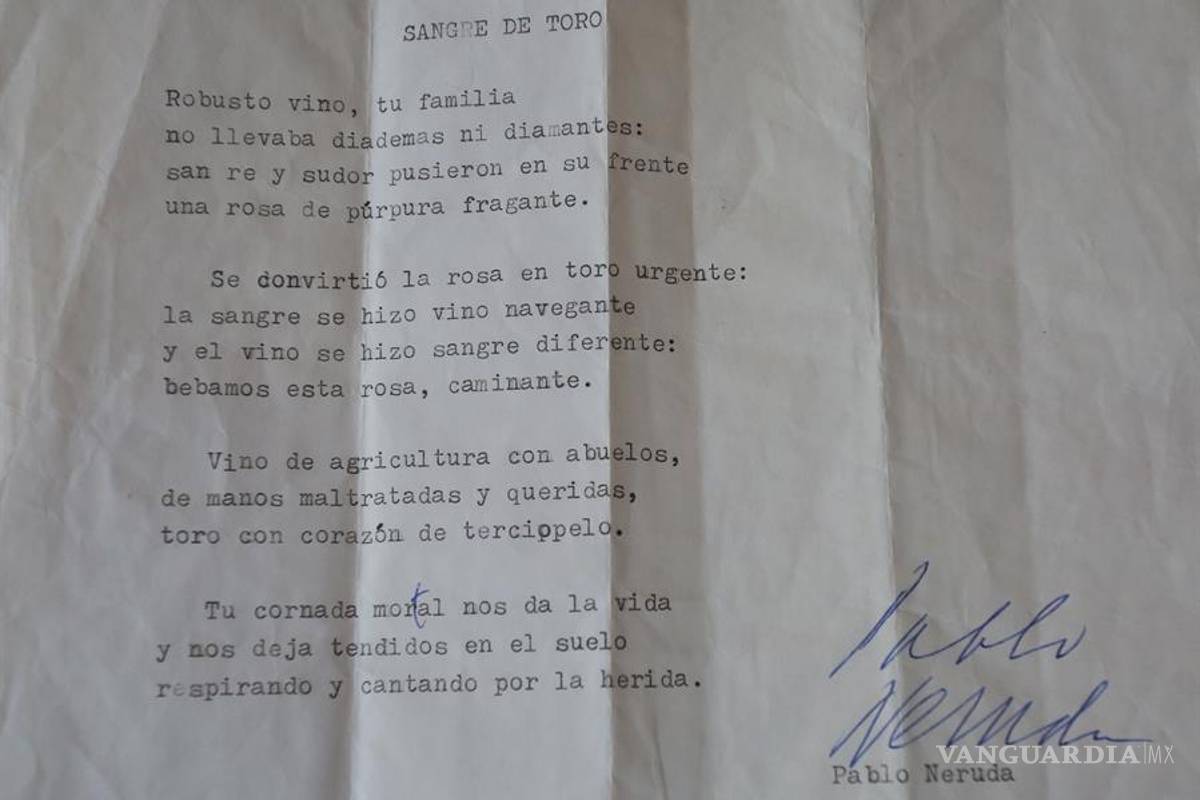 SANGRE DE TORO
Robusto vino, tu familia
no llevaba diademas ni diamantes:
san re y sudor pusieron en su frente
una rosa de púrpura fragante.
Se donvirtió la rosa en toro urgente:
la sangre se hizo vino navegante
y el vino se hizo sangre diferente:
bebamos esta rosa, caminante.
Vino de agricultura con abuelos,
de manos maltratadas y queridas,
toro con corazón de tercippelo.
Tu cornada mortal nos da la vida
y nos deja tendidos en el suelo
respirando y cantando por la herida.
Pablo
Neruda
VANGUARDIA|MX
Pablo Neruda